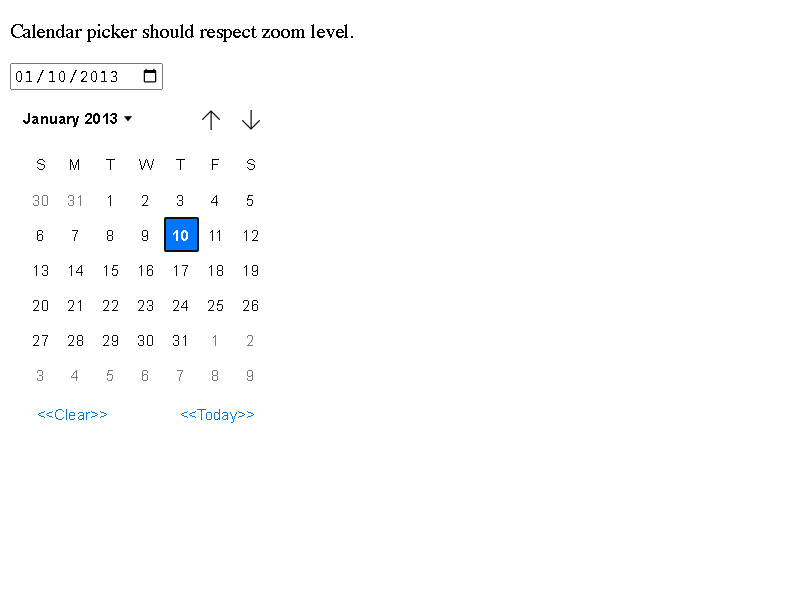 Calendar picker should respect zoom level.
01/10/2013
January 2013
S M T W T F S
30 31 1 2 3 4 5
6 7 8 9 10 11 12
13 14 15 16 17 18 19
20 21 22 23 24 25 26
27 28 29 30 31 1 2
3 4 5 6 7 8 9
<<Clear>> <<Today>>